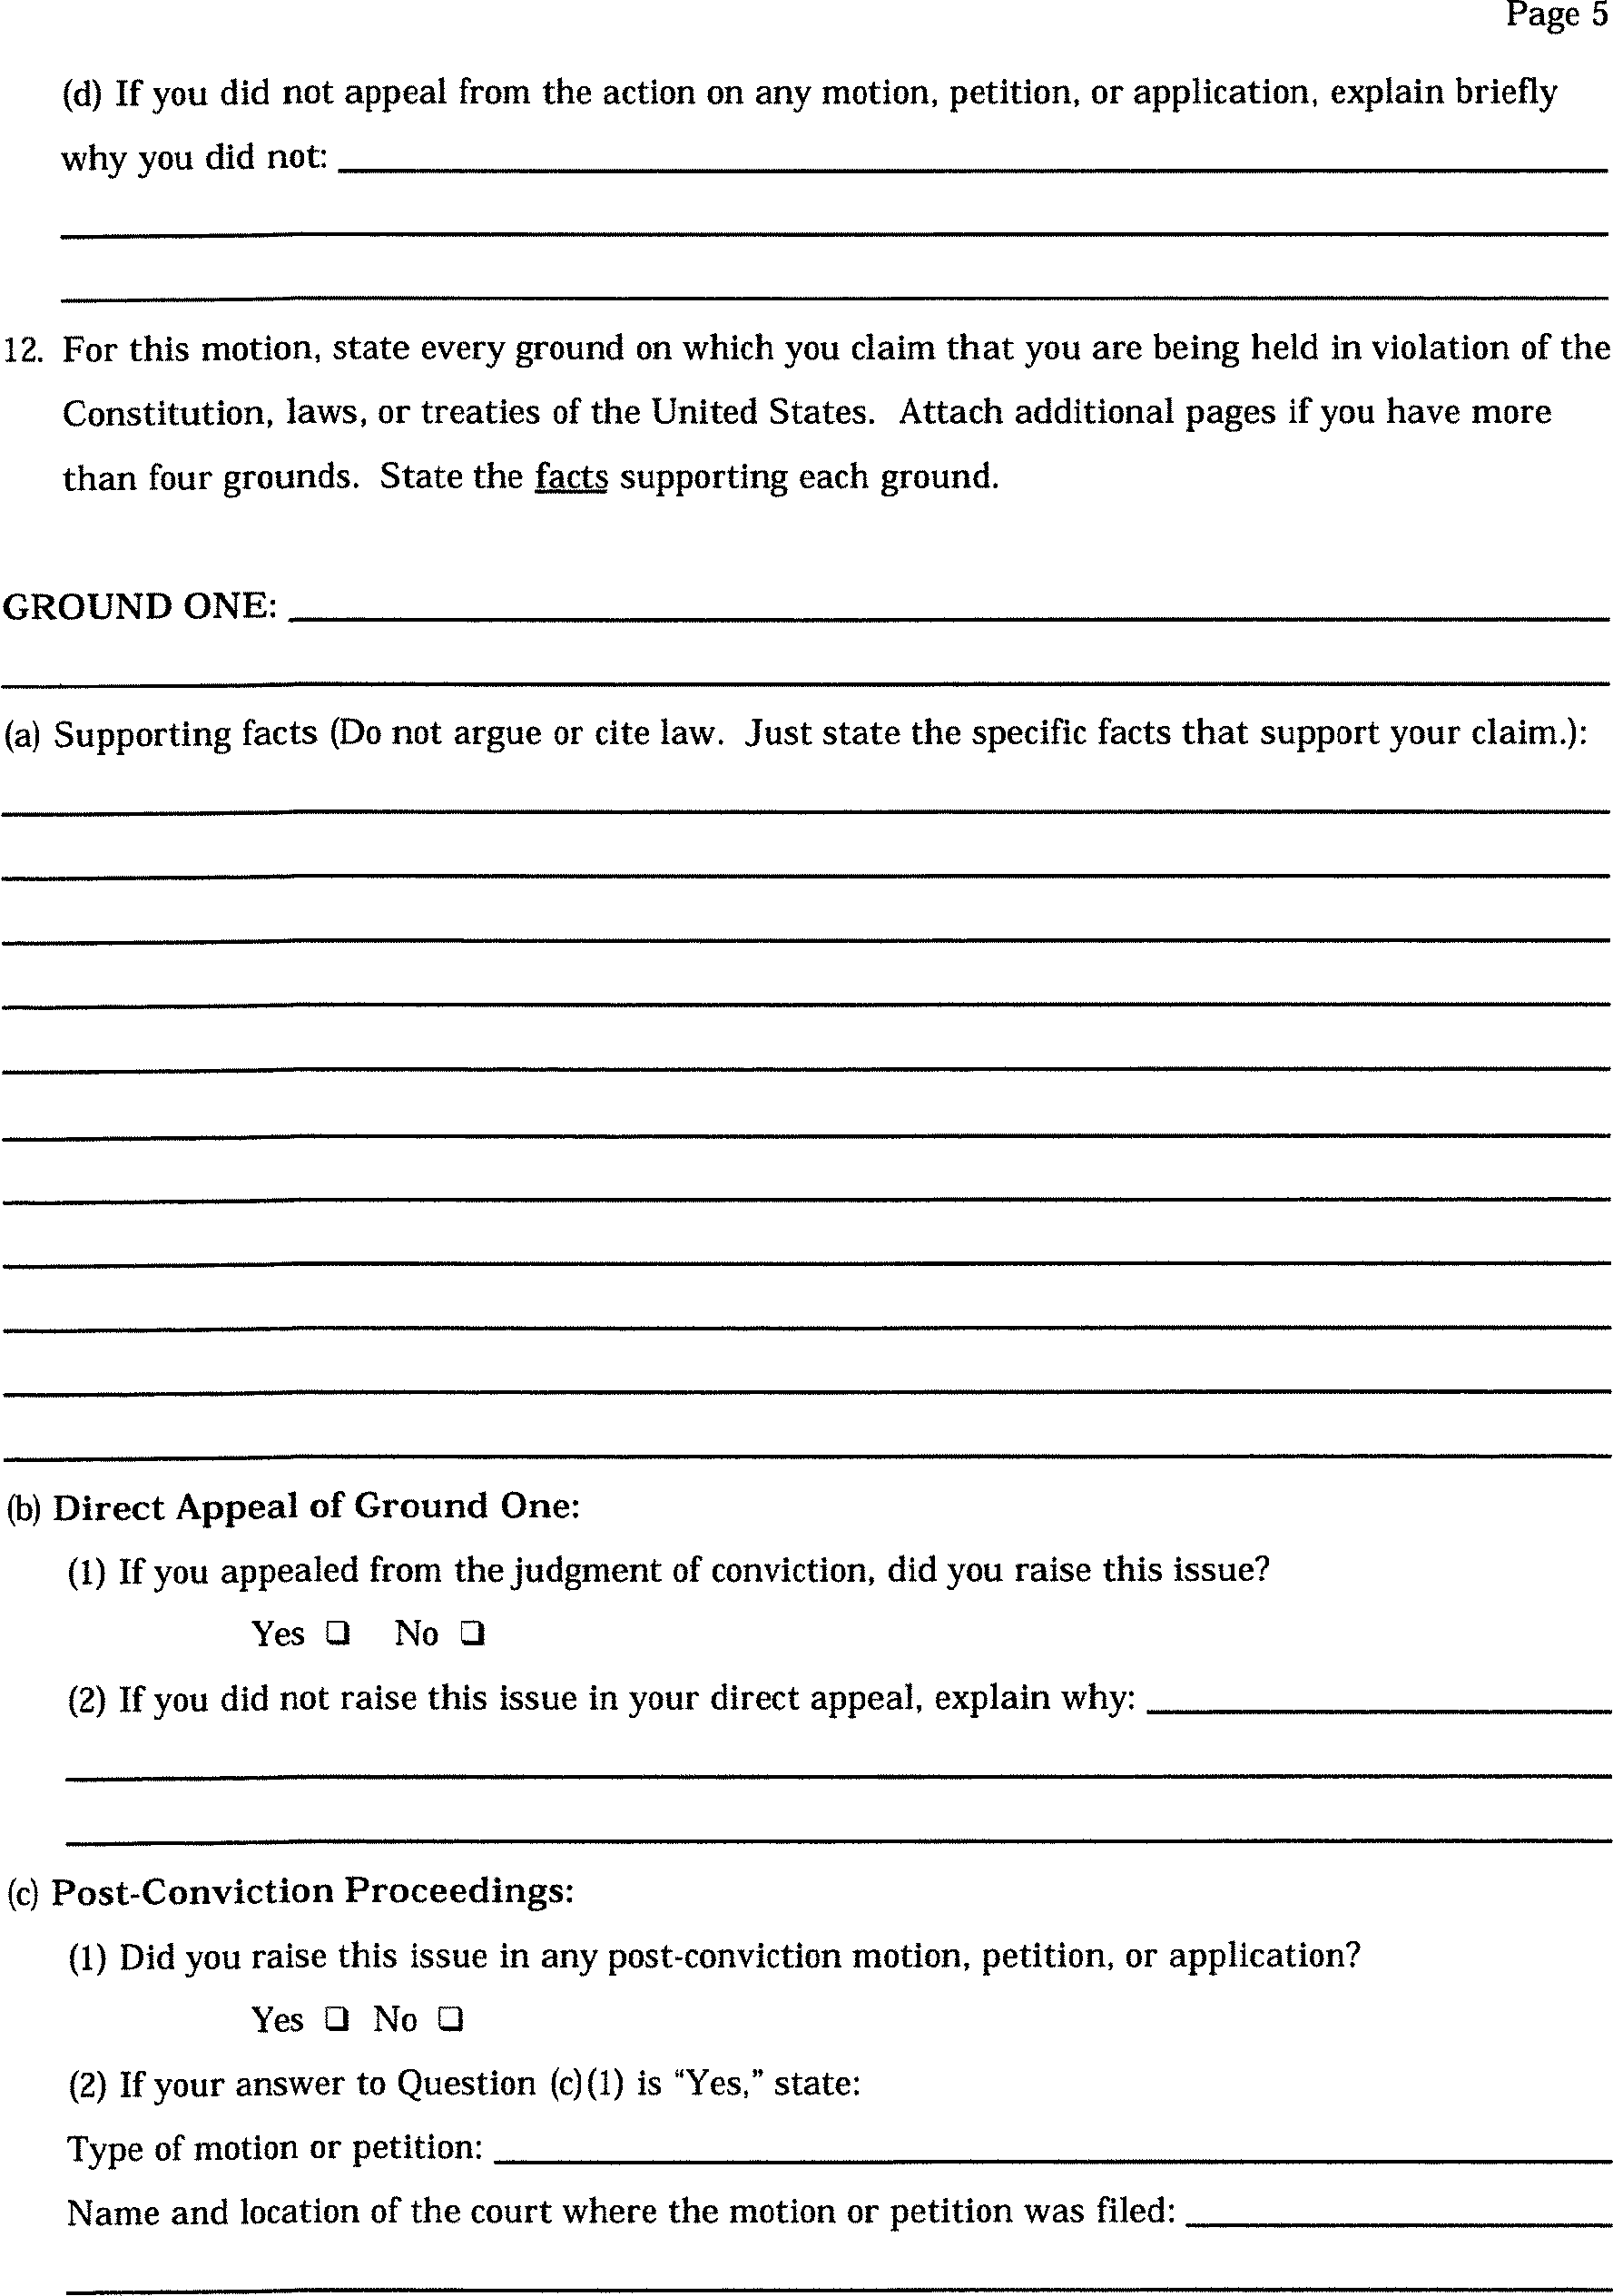 Page 5
(d) If you did not appeal from the action on any motion, petition, or application, explain briefly
why you did not:
12. For this motion, state every ground on which you claim that you are being held in violation of the
Constitution, laws, or treaties of the United States. Attach additional pages if you have more
than four grounds. State the facts supporting each ground.
GROUND ONE:
(a) Supporting facts (Do not argue or cite law. Just state the specific facts that support your claim.):
(b) Direct Appeal of Ground One:
(1) If you appealed from the judgment of conviction, did you raise this issue?
Yes ❑ No ❑
(2) If you did not raise this issue in your direct appeal, explain why:
(c) Post-Conviction Proceedings:
(1) Did you raise this issue in any post-conviction motion, petition, or application?
Yes ❑ No ❑
(2) If your answer to Question (c)(1) is “Yes,” state:
Type of motion or petition:
Name and location of the court where the motion or petition was filed: